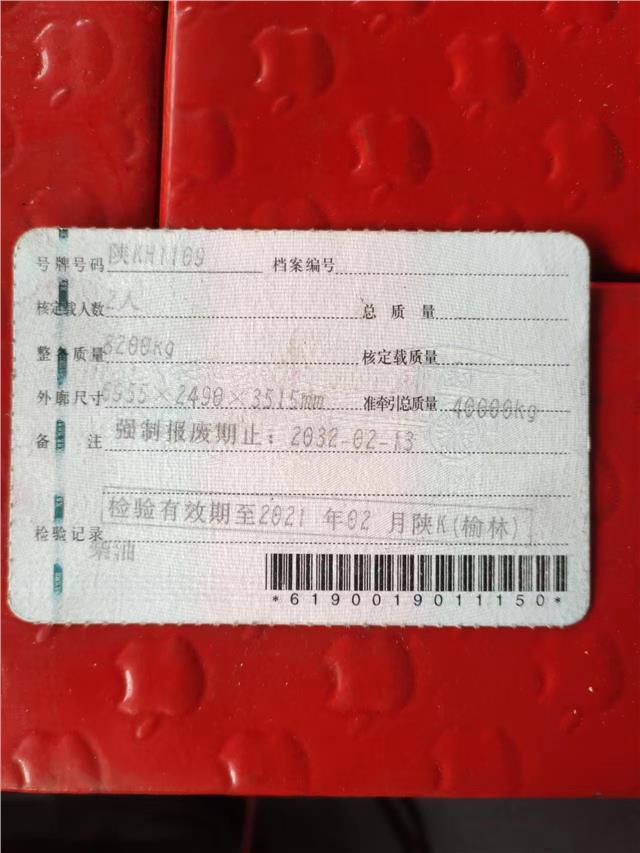 号牌号码 陕KH1109 档案编号
核定载人数 2人 总质量
整备质量 8200kg 核定载质量
外廓尺寸 6955×2490×3515mm 准牵引总质量 40000kg
备注 强制报废期止：2032-02-13
检验有效期至2021年02月陕K(榆林)
检验记录
柴油
*6190019011150*